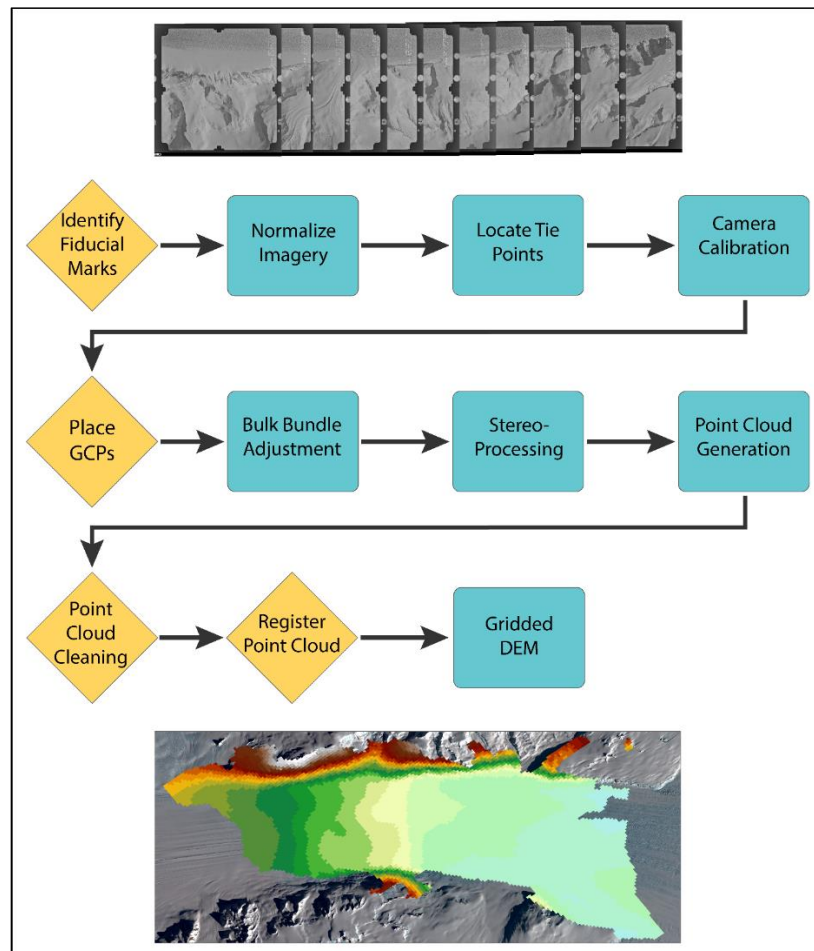 Identify
Fiducial
Marks
Normalize
Imagery
Locate Tie
Points
Camera
Calibration
Place
GCPs
Bulk Bundle
Adjustment
Stereo-
Processing
Point Cloud
Generation
Point
Cloud
Cleaning
Register
Point Cloud
Gridded
DEM